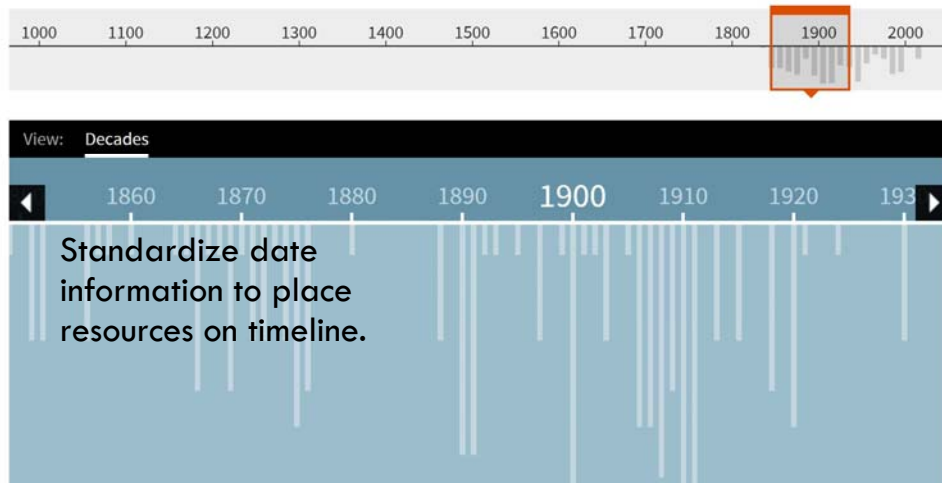 1000 1100 1200 1300 1400 1500 1600 1700 1800 1900 2000
View: Decades
1860 1870 1880 1890 1900 1910 1920 193
Standardize date
information to place
resources on timeline.